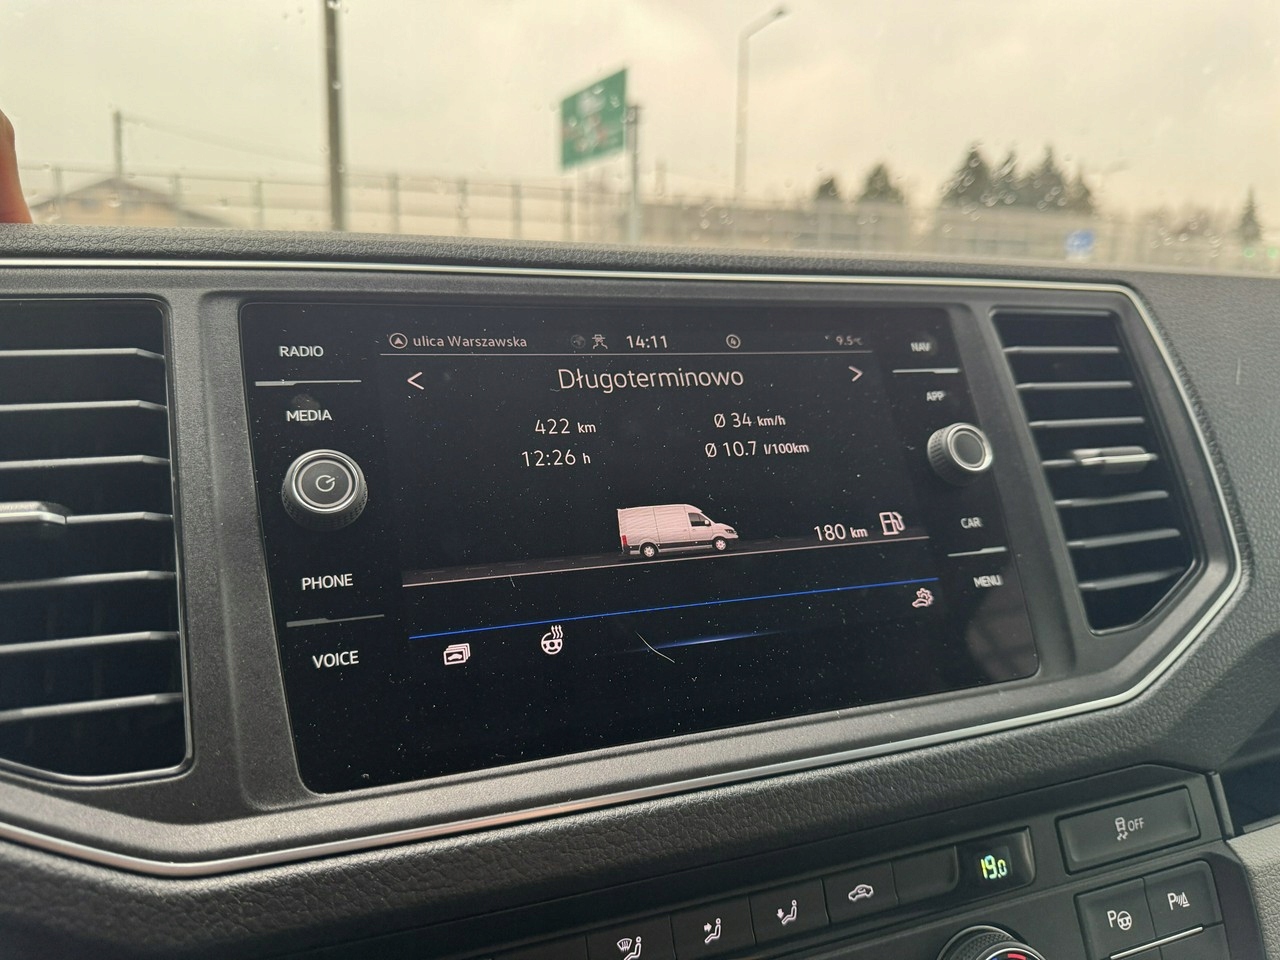 RADIO
MEDIA
PHONE
VOICE
ulica Warszawska
14:11
9.5°C
< Długoterminowo >
422 km
Ø 34 km/h
12:26 h
Ø 10.7 l/100km
180 km
NAV
APP
CAR
MENU
OFF
19.0
P
P